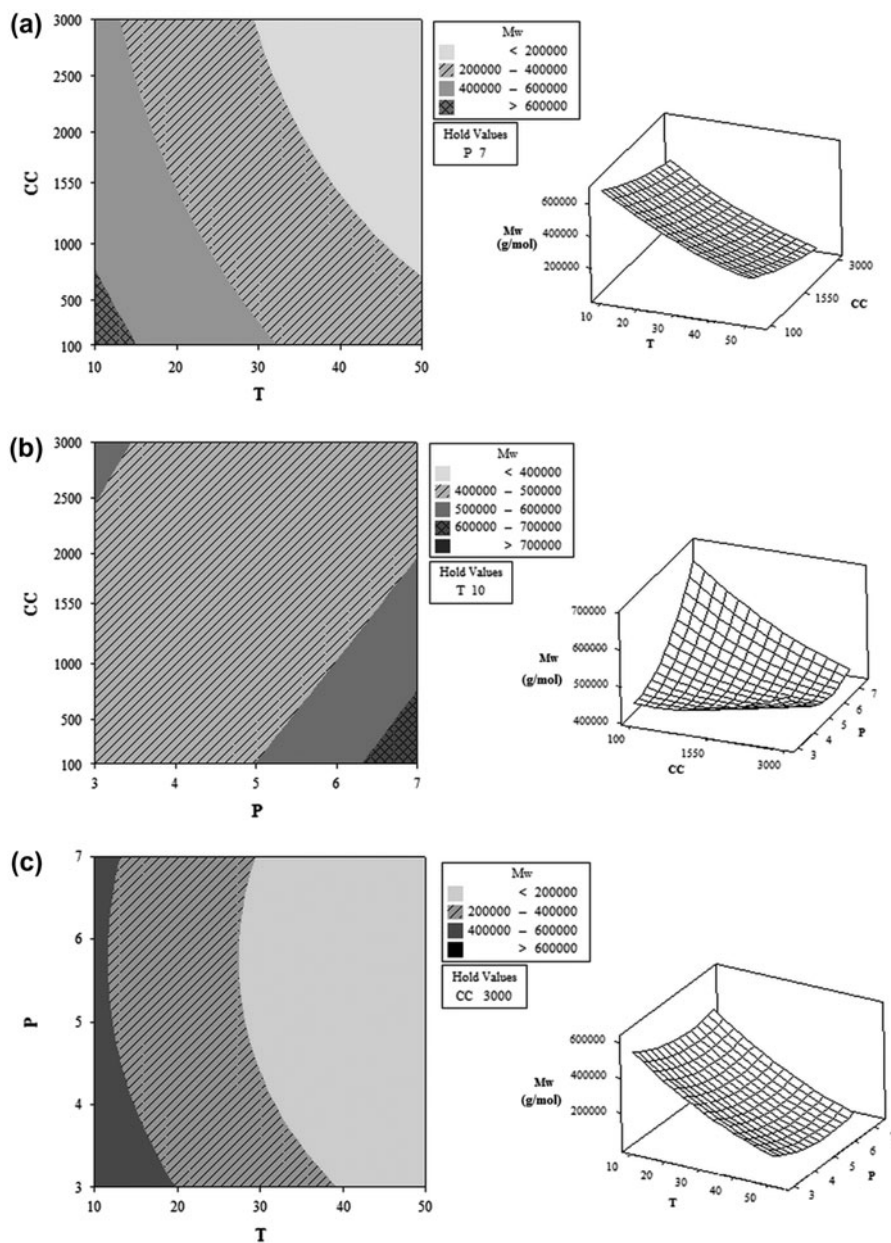 (a)
3000
2500
2000
1550
1000
500
100
CC
10 20 30 40 50
T
Mw
< 200000
200000 – 400000
400000 – 600000
> 600000
Hold Values
P 7
600000
400000
200000
Mw
(g/mol)
10 20 30 40 50
T
100
1550
3000
CC
(b)
3000
2500
2000
1550
1000
500
100
CC
3 4 5 6 7
P
Mw
< 400000
400000 – 500000
500000 – 600000
600000 – 700000
> 700000
Hold Values
T 10
700000
600000
500000
400000
Mw
(g/mol)
100 1550 3000
CC
3 4 5 6 7
P
(c)
7
6
5
4
3
P
10 20 30 40 50
T
Mw
< 200000
200000 – 400000
400000 – 600000
> 600000
Hold Values
CC 3000
600000
400000
200000
Mw
(g/mol)
10 20 30 40 50
T
3 4 5 6
P